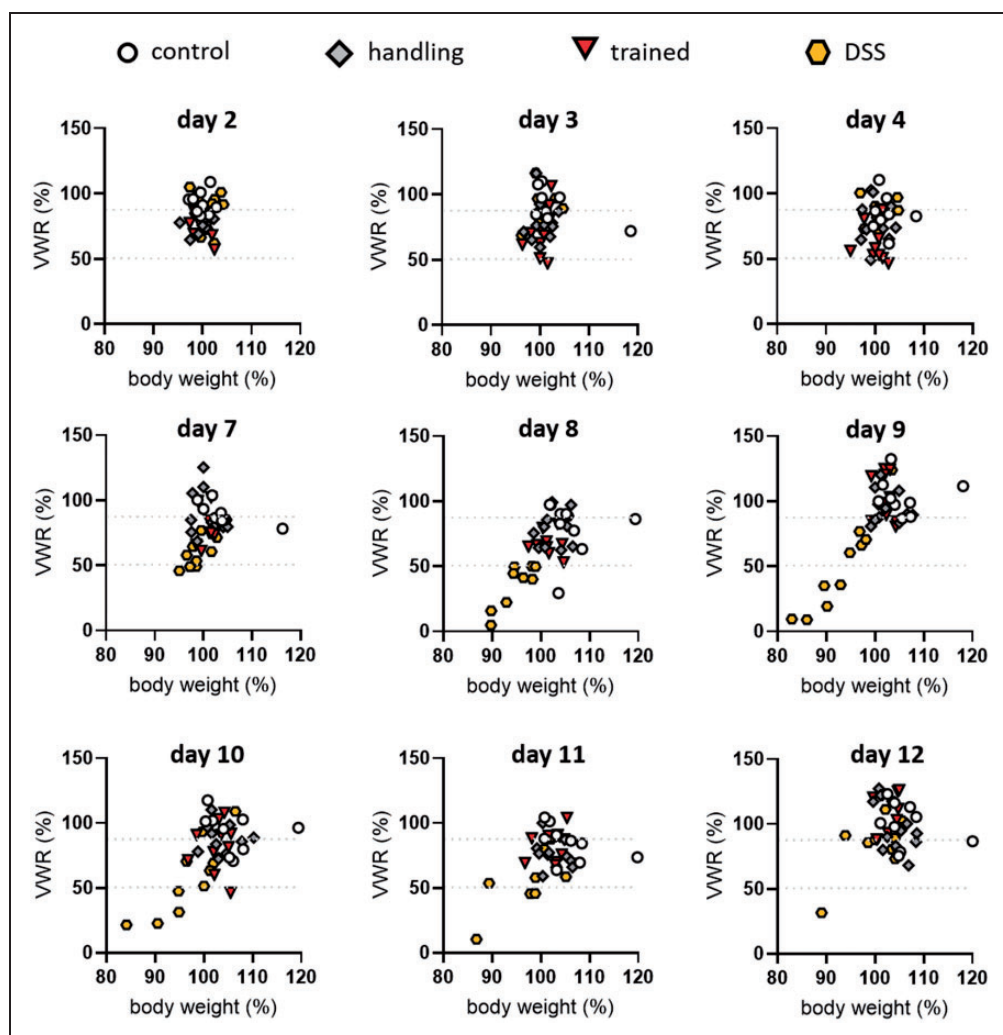 control handling trained DSS
day 2 day 3 day 4
150 150 150
100 100 100
50 50 50
0 0 0
VWR (%) VWR (%) VWR (%)
80 90 100 110 120 80 90 100 110 120 80 90 100 110 120
body weight (%) body weight (%) body weight (%)
day 7 day 8 day 9
150 150 150
100 100 100
50 50 50
0 0 0
VWR (%) VWR (%) VWR (%)
80 90 100 110 120 80 90 100 110 120 80 90 100 110 120
body weight (%) body weight (%) body weight (%)
day 10 day 11 day 12
150 150 150
100 100 100
50 50 50
0 0 0
VWR (%) VWR (%) VWR (%)
80 90 100 110 120 80 90 100 110 120 80 90 100 110 120
body weight (%) body weight (%) body weight (%)